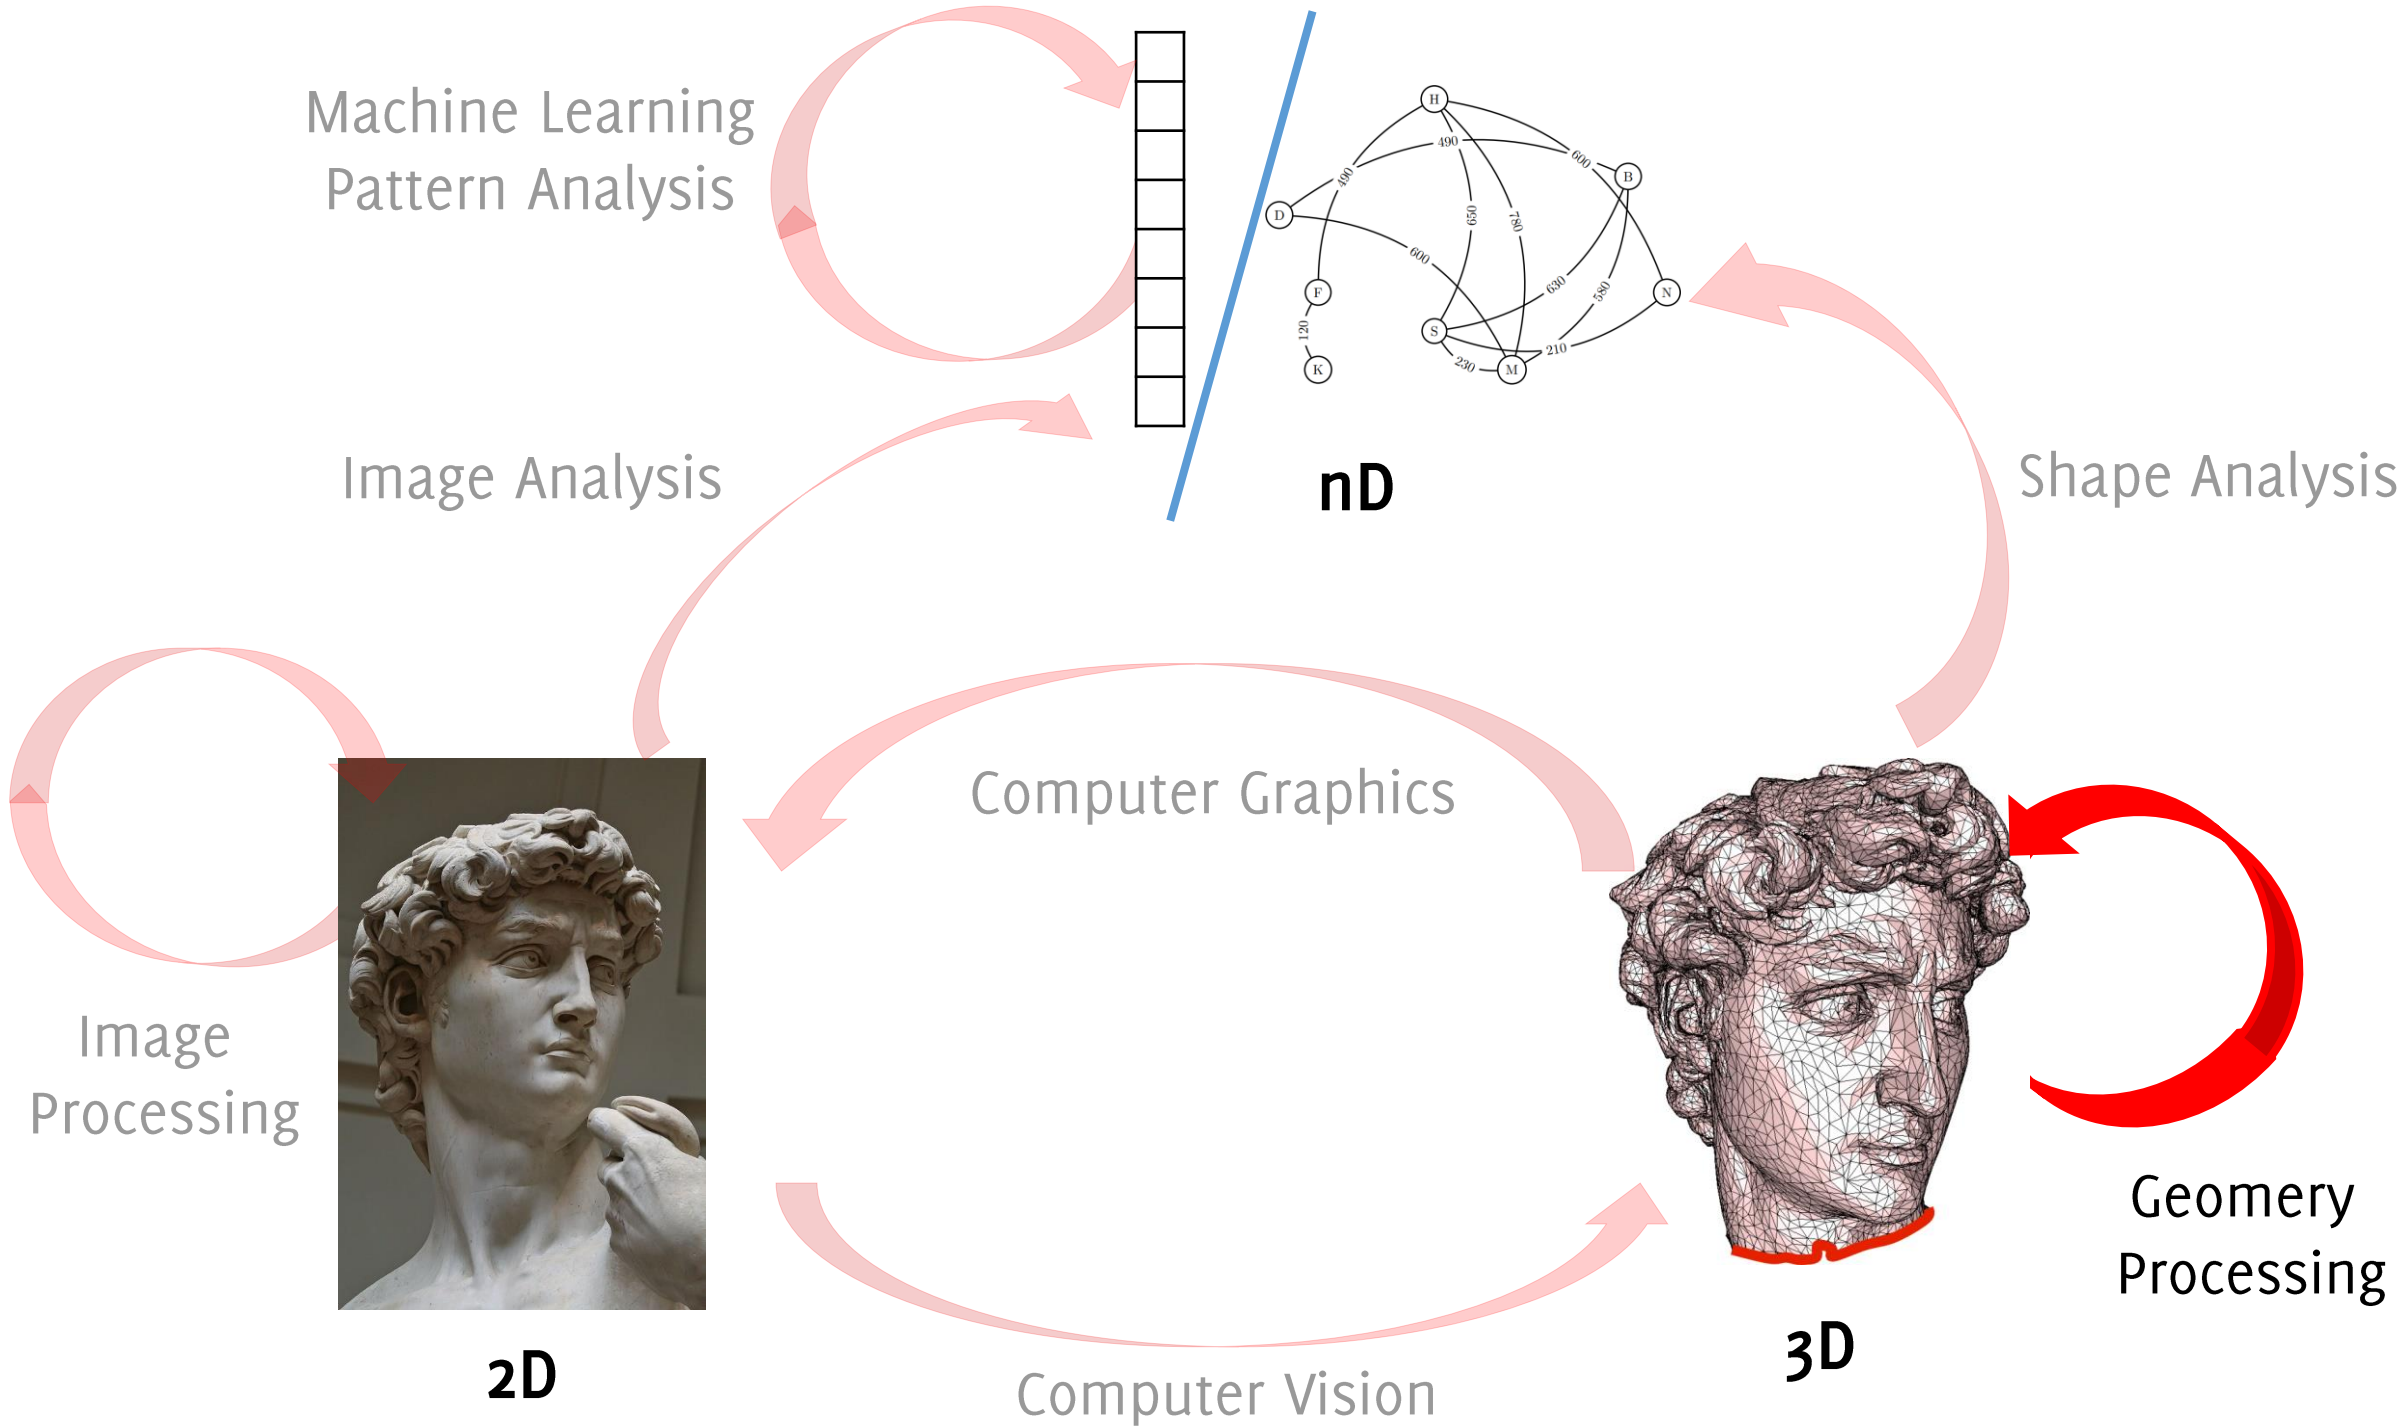 Machine Learning
Pattern Analysis
H
490
600
B
490
D
650
780
600
F
630
580
N
120
S
210
230
K
M
nD
Image Analysis
Shape Analysis
Computer Graphics
Image
Processing
Geomery
Processing
2D
3D
Computer Vision